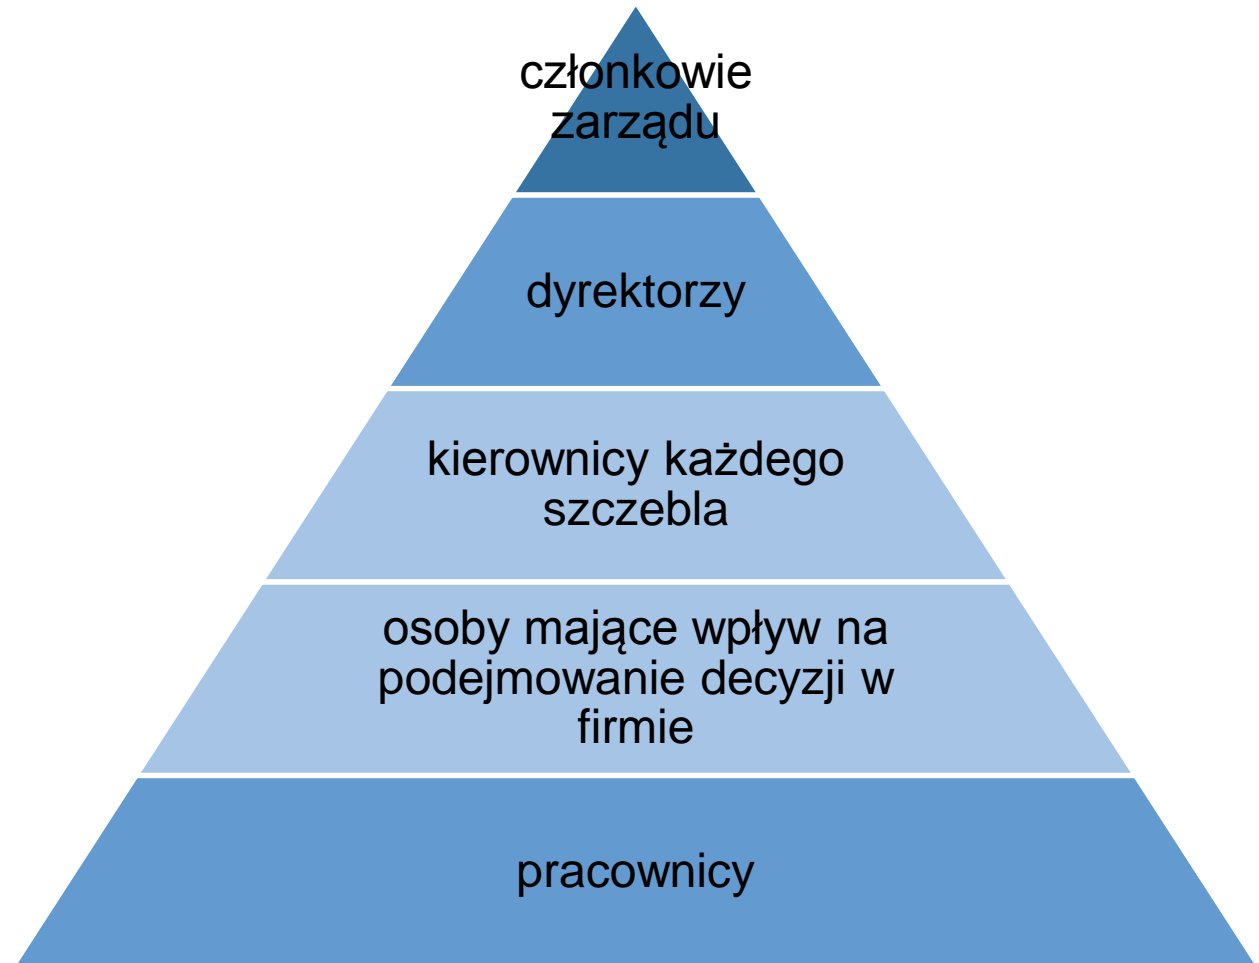 członkowie
zarządu
dyrektorzy
kierownicy każdego
szczebla
osoby mające wpływ na
podejmowanie decyzji w
firmie
pracownicy